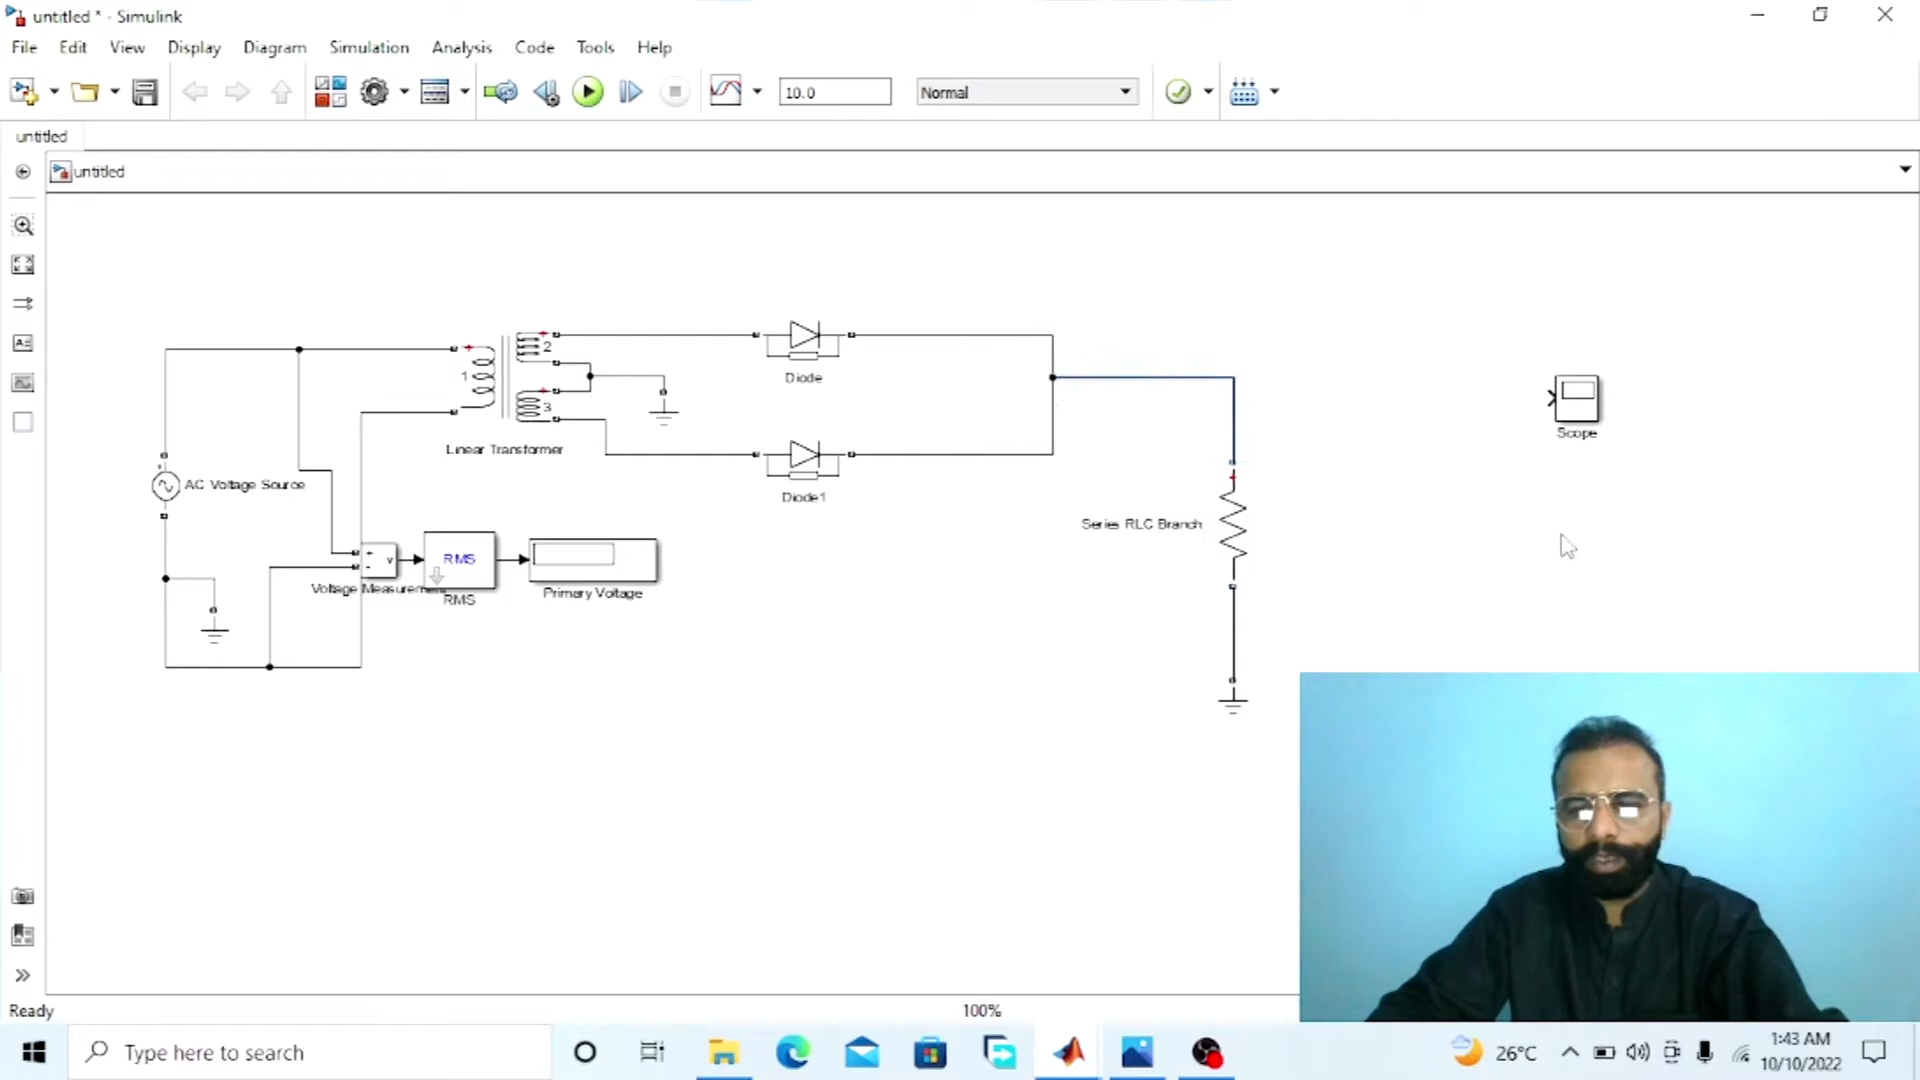 untitled * - Simulink
File Edit View Display Diagram Simulation Analysis Code Tools Help
10.0 Normal
untitled
untitled
2
1
3
Diode
Scope
Linear Transformer
AC Voltage Source
Diode1
Series RLC Branch
+
v
-
RMS
Voltage Measurement
RMS
Primary Voltage
Ready 100%
Type here to search
26°C
1:43 AM
10/10/2022